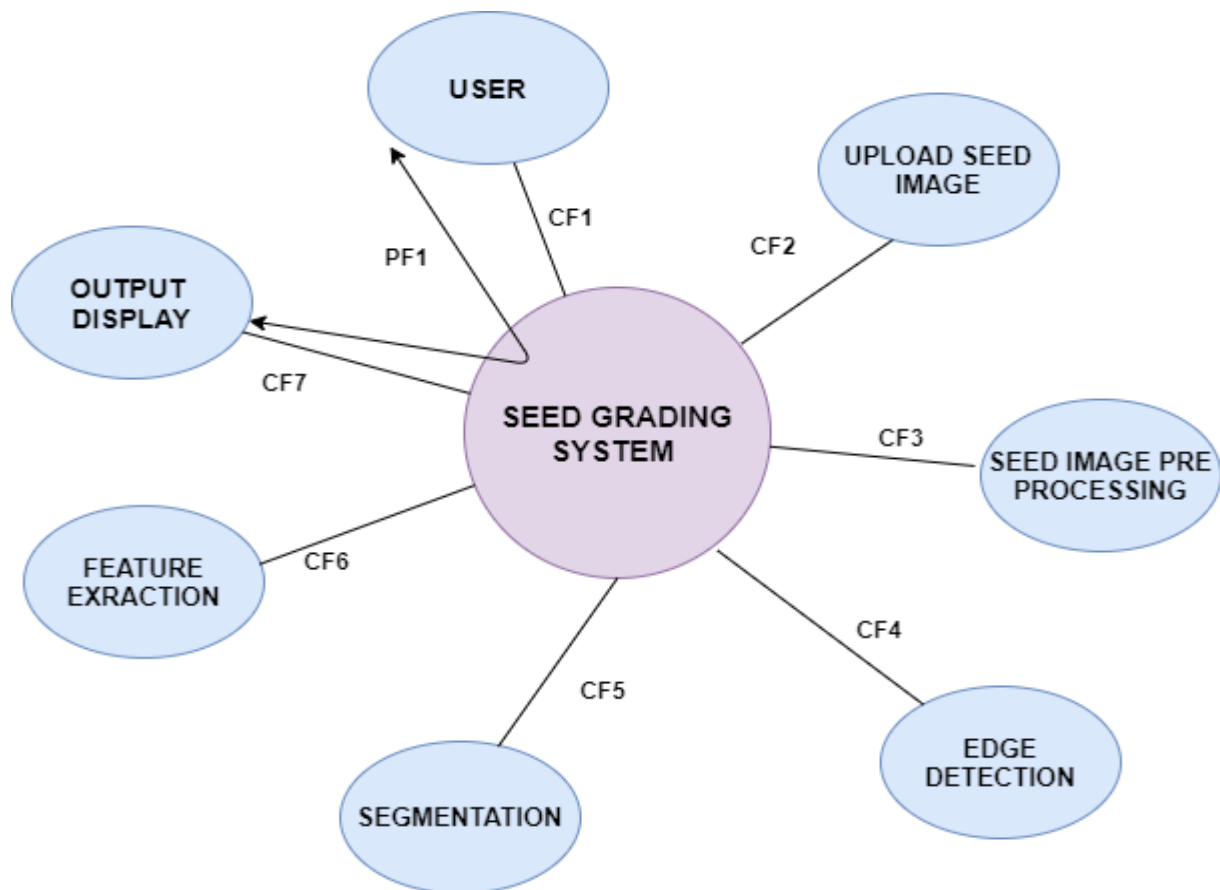 USER
UPLOAD SEED
IMAGE
CF1
CF2
PF1
OUTPUT
DISPLAY
CF7
SEED GRADING
SYSTEM
CF3
SEED IMAGE PRE
PROCESSING
CF6
FEATURE
EXRACTION
CF4
CF5
EDGE
DETECTION
SEGMENTATION